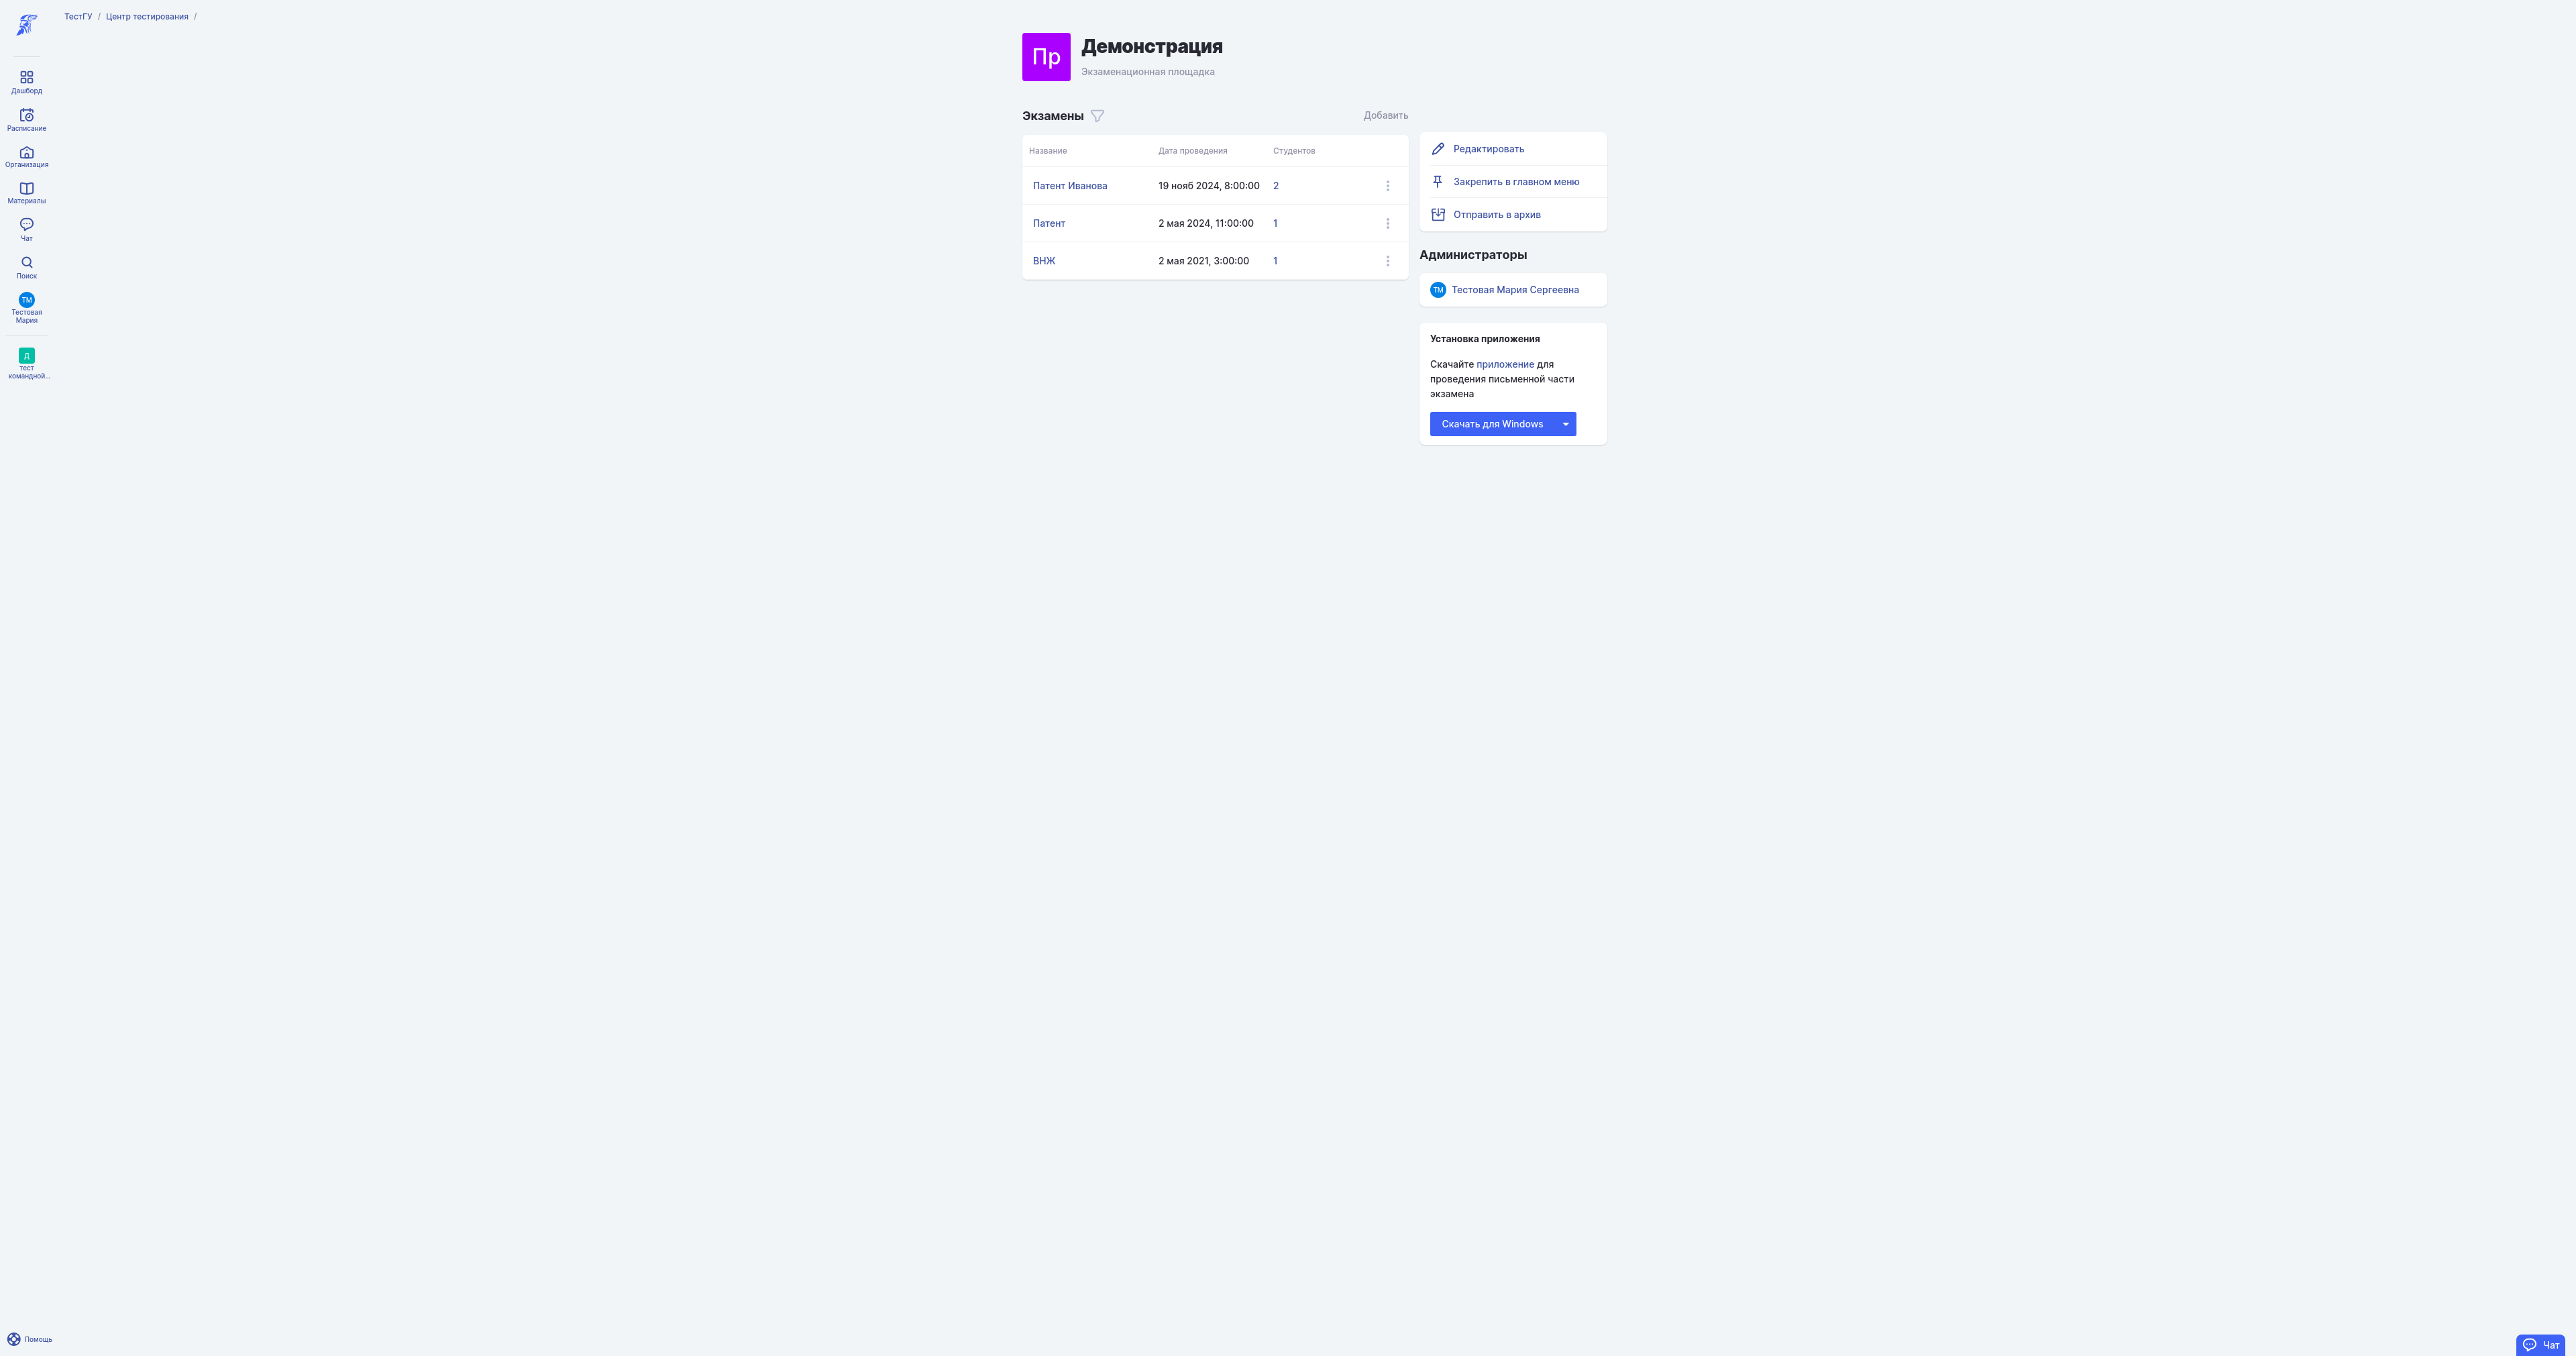 ТестГУ / Центр тестирования /
Дашборд
Расписание
Организация
Материалы
Чат
Поиск
ТМ
Тестовая
Мария
Д
тест
командной...
Помощь
Пр
Демонстрация
Экзаменационная площадка
Экзамены
Добавить
Название Дата проведения Студентов
Патент Иванова 19 нояб 2024, 8:00:00 2
Патент 2 мая 2024, 11:00:00 1
ВНЖ 2 мая 2021, 3:00:00 1
Редактировать
Закрепить в главном меню
Отправить в архив
Администраторы
ТМ Тестовая Мария Сергеевна
Установка приложения
Скачайте приложение для
проведения письменной части
экзамена
Скачать для Windows
Чат